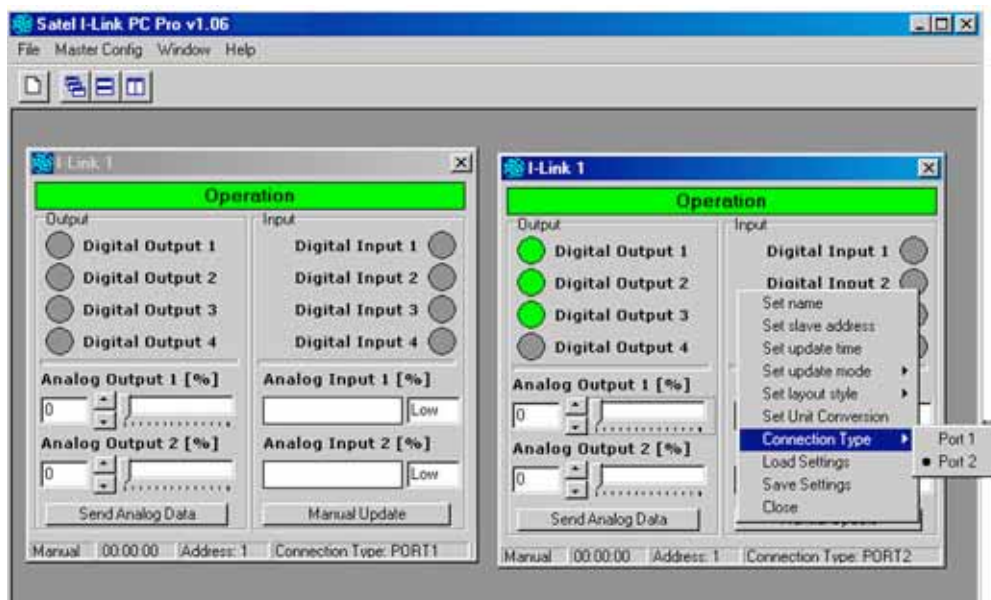 Satel I-Link PC Pro v1.06
File Master Config Window Help
I-Link 1
Operation
Output
Input
Digital Output 1
Digital Input 1
Digital Output 2
Digital Input 2
Digital Output 3
Digital Input 3
Digital Output 4
Digital Input 4
Analog Output 1 [%]
Analog Input 1 [%]
0
Low
Analog Output 2 [%]
Analog Input 2 [%]
0
Low
Send Analog Data
Manual Update
Manual 00:00:00 Address: 1 Connection Type: PORT1
I-Link 1
Operation
Output
Input
Digital Output 1
Digital Input 1
Digital Output 2
Digital Input 2
Digital Output 3
Digital Output 4
Analog Output 1 [%]
0
Analog Output 2 [%]
0
Send Analog Data
Set name
Set slave address
Set update time
Set update mode
Set layout style
Set Unit Conversion
Connection Type
Load Settings
Save Settings
Close
Port 1
Port 2
Manual 00:00:00 Address: 1 Connection Type: PORT2